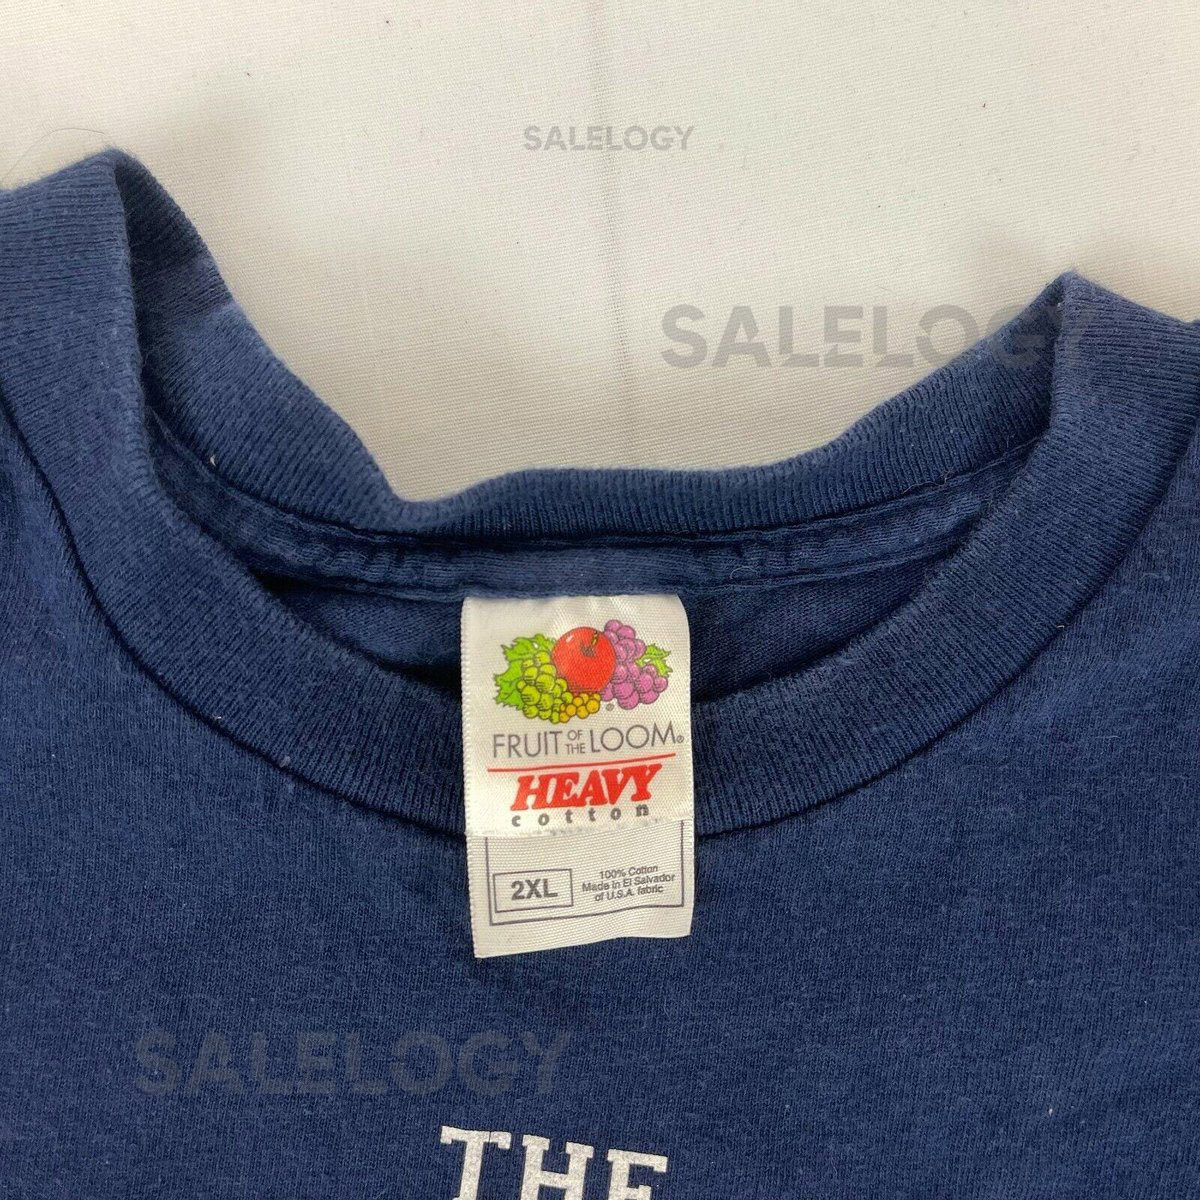 SALELOGY
SALELOGY
FRUIT OF THE LOOM®
HEAVY
cotton
2XL
100% Cotton
Made in El Salvador
of U.S.A. fabric
SALELOGY
THE